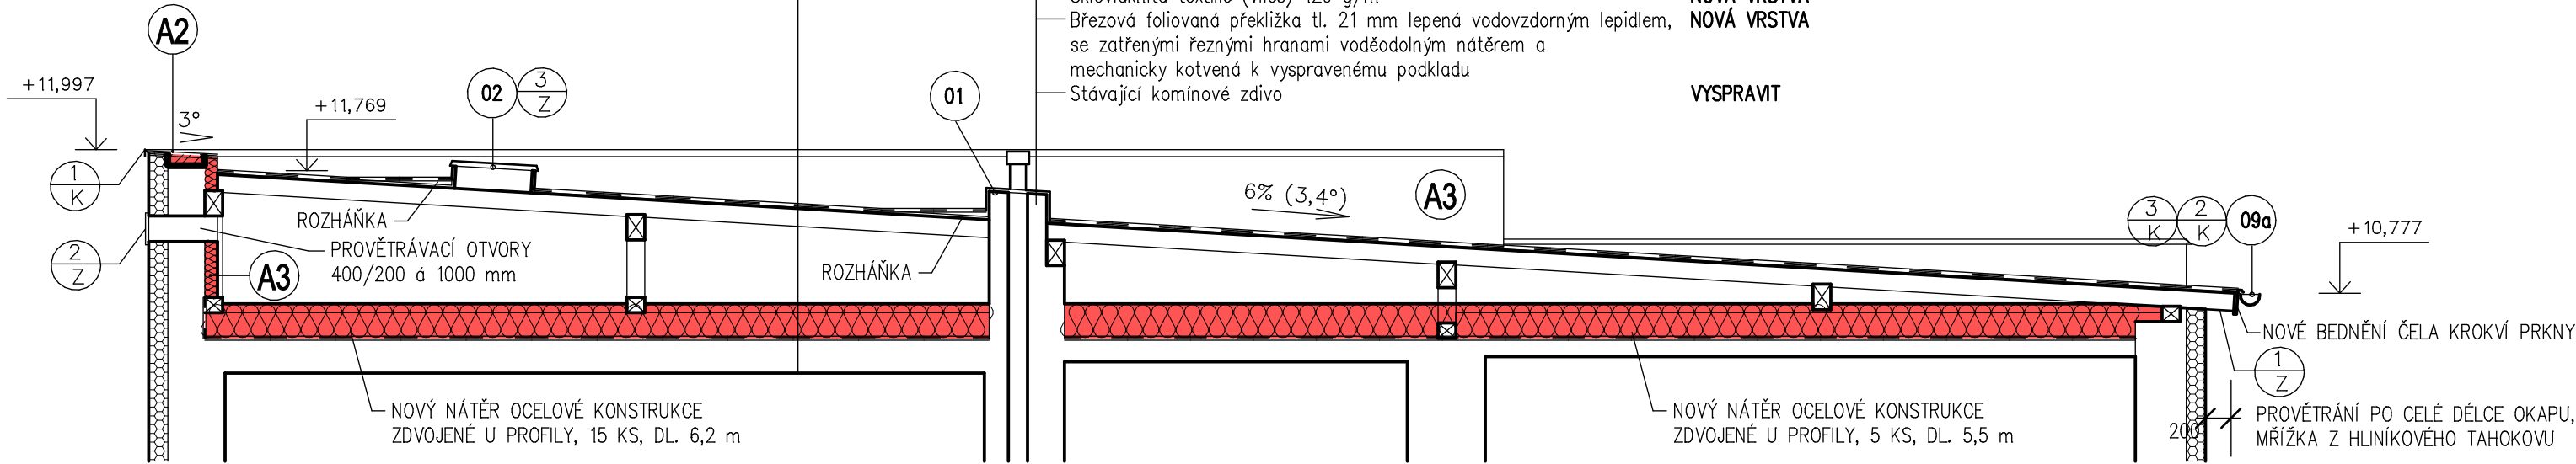 NOVÁ VRSTVA
Březová foliovaná překližka tl. 21 mm lepená vodovzdorným lepidlem, NOVÁ VRSTVA
se zatřenými řeznými hranami voděodolným nátěrem a
mechanicky kotvená k vyspravenému podkladu
Stávající komínové zdivo VYSPRAVIT
A2
+11,997
3°
+11,769
02
3
Z
01
1
K
ROZHÁŇKA
PROVĚTRÁVACÍ OTVORY
400/200 á 1000 mm
2
Z
A3
ROZHÁŇKA
6% (3,4°)
A3
3
K
2
K
09a
+10,777
NOVÉ BEDNĚNÍ ČELA KROKVÍ PRKNY
1
Z
NOVÝ NÁTĚR OCELOVÉ KONSTRUKCE
ZDVOJENÉ U PROFILY, 15 KS, DL. 6,2 m
NOVÝ NÁTĚR OCELOVÉ KONSTRUKCE
ZDVOJENÉ U PROFILY, 5 KS, DL. 5,5 m
200
PROVĚTRÁNÍ PO CELÉ DÉLCE OKAPU,
MŘÍŽKA Z HLINÍKOVÉHO TAHOKOVU